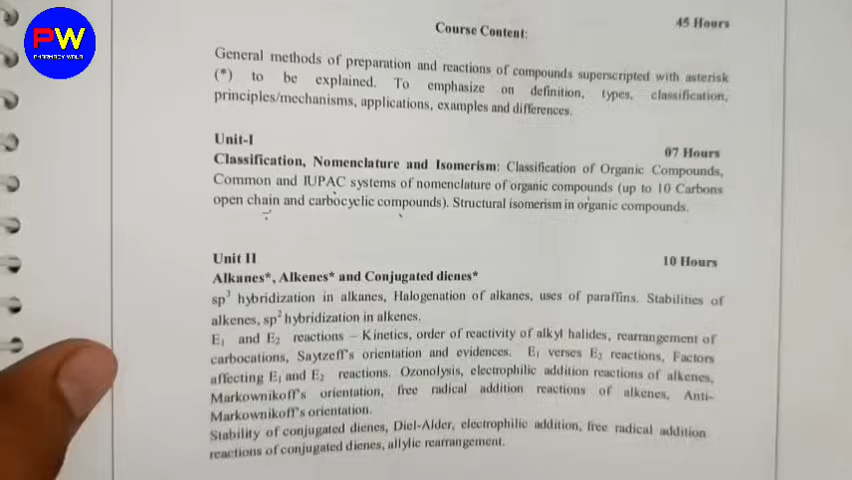 PW
PHARMACY WALA
45 Hours
Course Content:
General methods of preparation and reactions of compounds superscripted with asterisk
(*) to be explained. To emphasize on definition, types, classification,
principles/mechanisms, applications, examples and differences.
Unit-I
07 Hours
Classification, Nomenclature and Isomerism: Classification of Organic Compounds,
Common and IUPAC systems of nomenclature of organic compounds (up to 10 Carbons
open chain and carbocyclic compounds). Structural isomerism in organic compounds.
Unit II
10 Hours
Alkanes*, Alkenes* and Conjugated dienes*
sp³ hybridization in alkanes, Halogenation of alkanes, uses of paraffins. Stabilities of
alkenes, sp² hybridization in alkenes.
E₁ and E₂ reactions – Kinetics, order of reactivity of alkyl halides, rearrangement of
carbocations, Saytzeff's orientation and evidences. E₁ verses E₂ reactions, Factors
affecting E₁ and E₂ reactions. Ozonolysis, electrophilic addition reactions of alkenes,
Markownikoff's orientation, free radical addition reactions of alkenes, Anti-
Markownikoff's orientation.
Stability of conjugated dienes, Diel-Alder, electrophilic addition, free radical addition
reactions of conjugated dienes, allylic rearrangement.